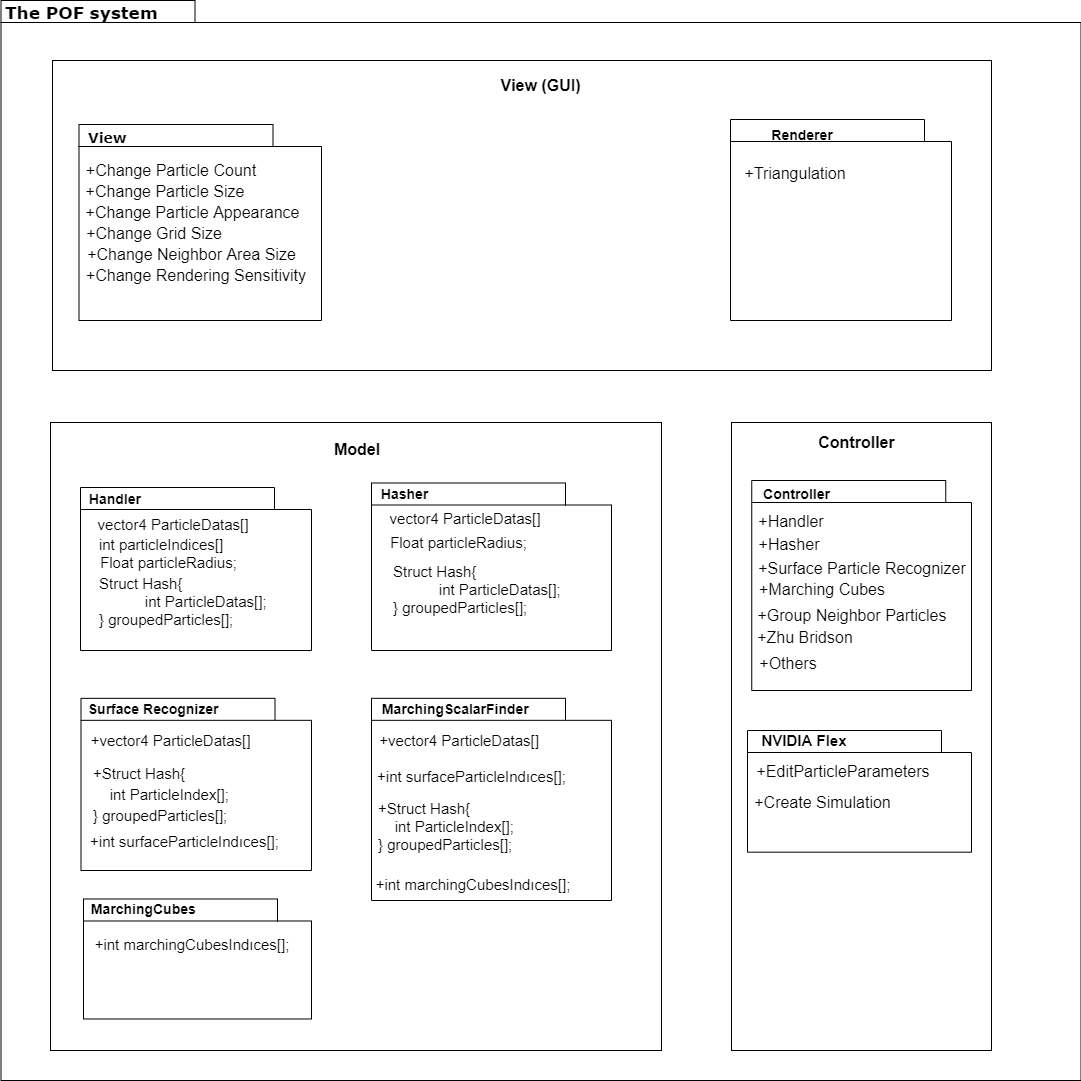 The POF system
View (GUI)
View
+Change Particle Count
+Change Particle Size
+Change Particle Appearance
+Change Grid Size
+Change Neighbor Area Size
+Change Rendering Sensitivity
Renderer
+Triangulation
Model
Handler
vector4 ParticleDatas[]
int particleIndices[]
Float particleRadius;
Struct Hash{
int ParticleDatas[];
} groupedParticles[];
Hasher
vector4 ParticleDatas[]
Float particleRadius;
Struct Hash{
int ParticleDatas[];
} groupedParticles[];
Surface Recognizer
+vector4 ParticleDatas[]
+Struct Hash{
int ParticleIndex[];
} groupedParticles[];
+int surfaceParticleIndıces[];
MarchingScalarFinder
+vector4 ParticleDatas[]
+int surfaceParticleIndıces[];
+Struct Hash{
int ParticleIndex[];
} groupedParticles[];
+int marchingCubesIndıces[];
MarchingCubes
+int marchingCubesIndıces[];
Controller
Controller
+Handler
+Hasher
+Surface Particle Recognizer
+Marching Cubes
+Group Neighbor Particles
+Zhu Bridson
+Others
NVIDIA Flex
+EditParticleParameters
+Create Simulation